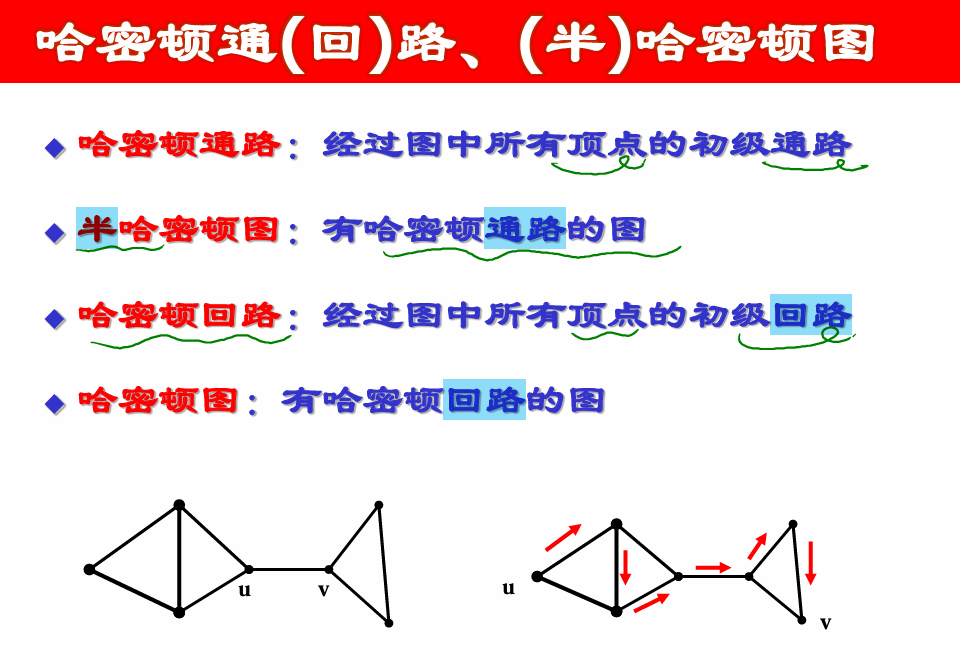 哈密顿通(回)路、(半)哈密顿图
哈密顿通路：经过图中所有顶点的初级通路
半哈密顿图：有哈密顿通路的图
哈密顿回路：经过图中所有顶点的初级回路
哈密顿图：有哈密顿回路的图
u v
u
v